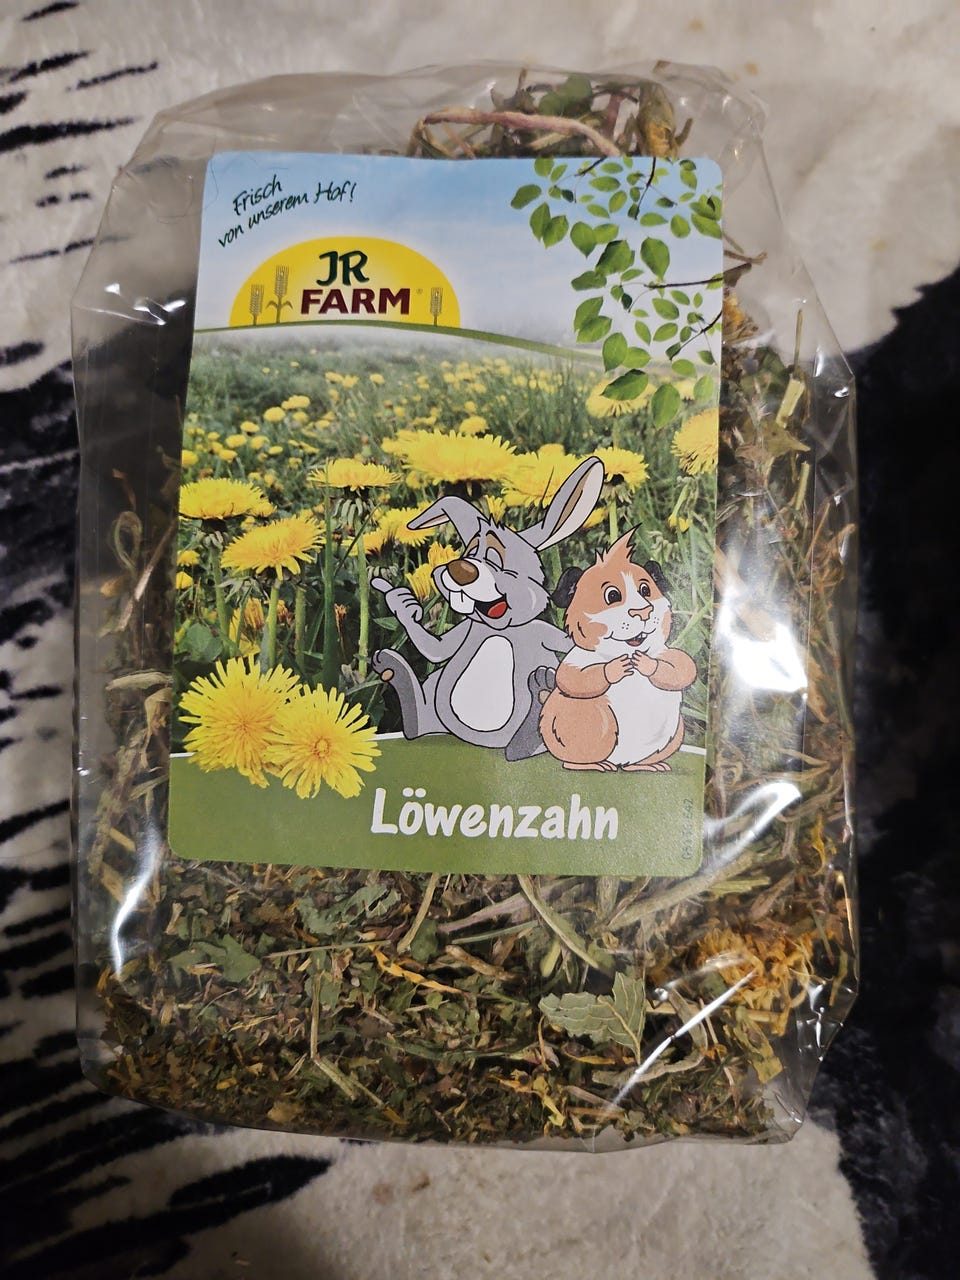 Frisch
von unserem Hof!
JR
FARM®
Löwenzahn